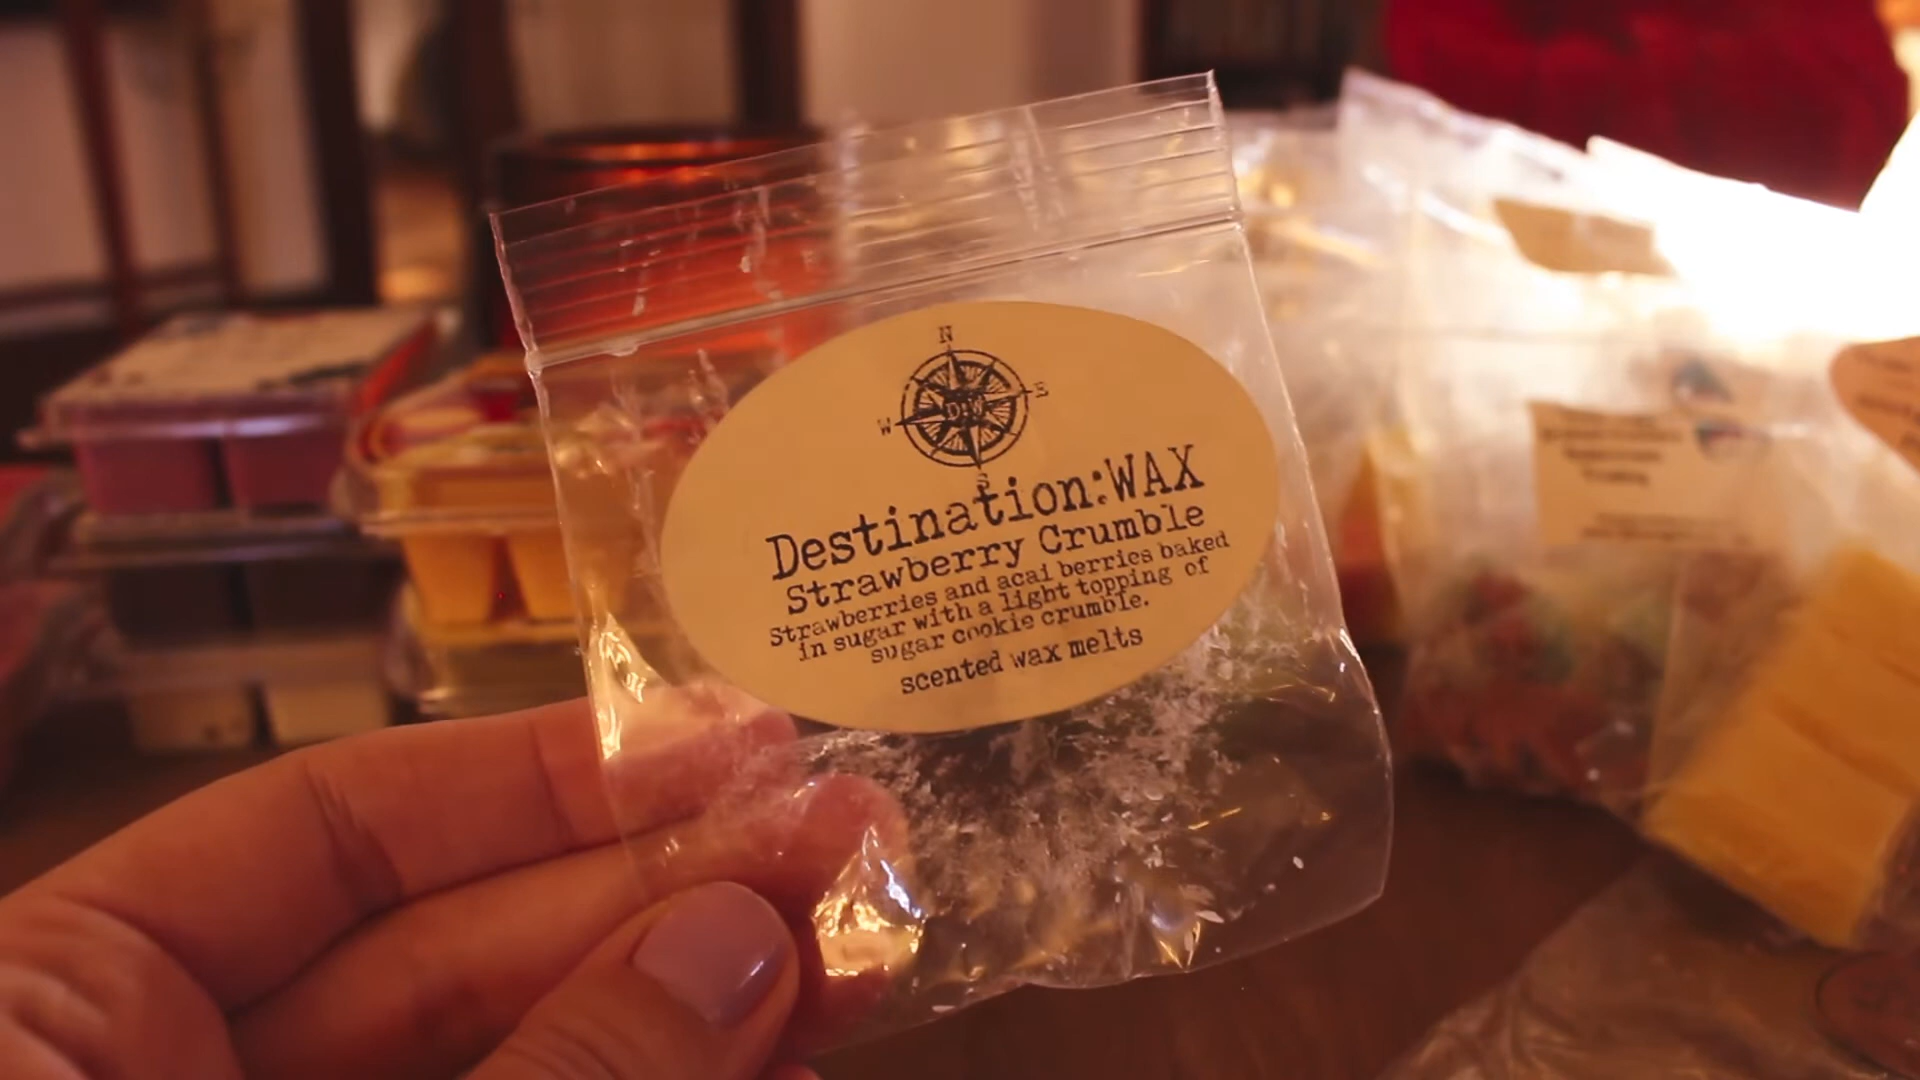 N
W
E
D:W
S
Destination:WAX
Strawberry Crumble
Strawberries and acai berries baked
in sugar with a light topping of
sugar cookie crumble.
scented wax melts